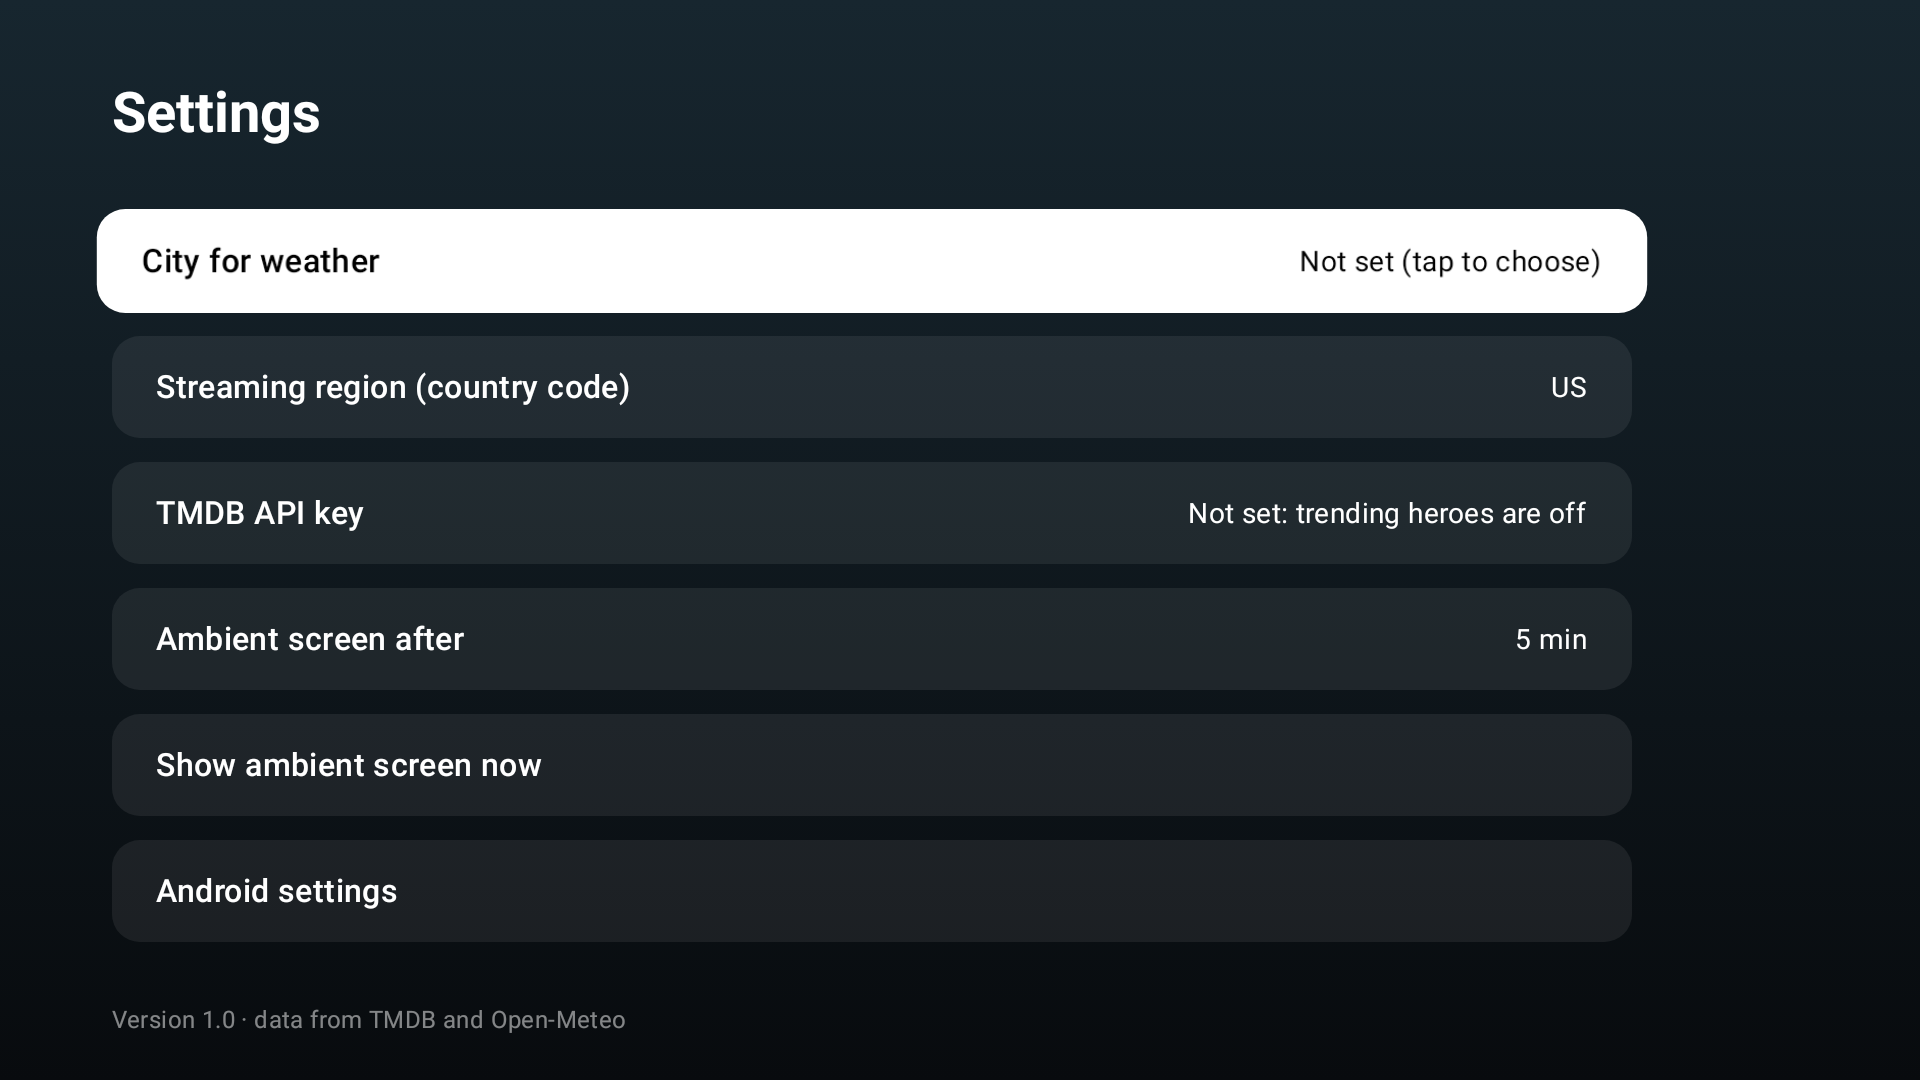 Settings
City for weather Not set (tap to choose)
Streaming region (country code) US
TMDB API key Not set: trending heroes are off
Ambient screen after 5 min
Show ambient screen now
Android settings
Version 1.0 · data from TMDB and Open-Meteo